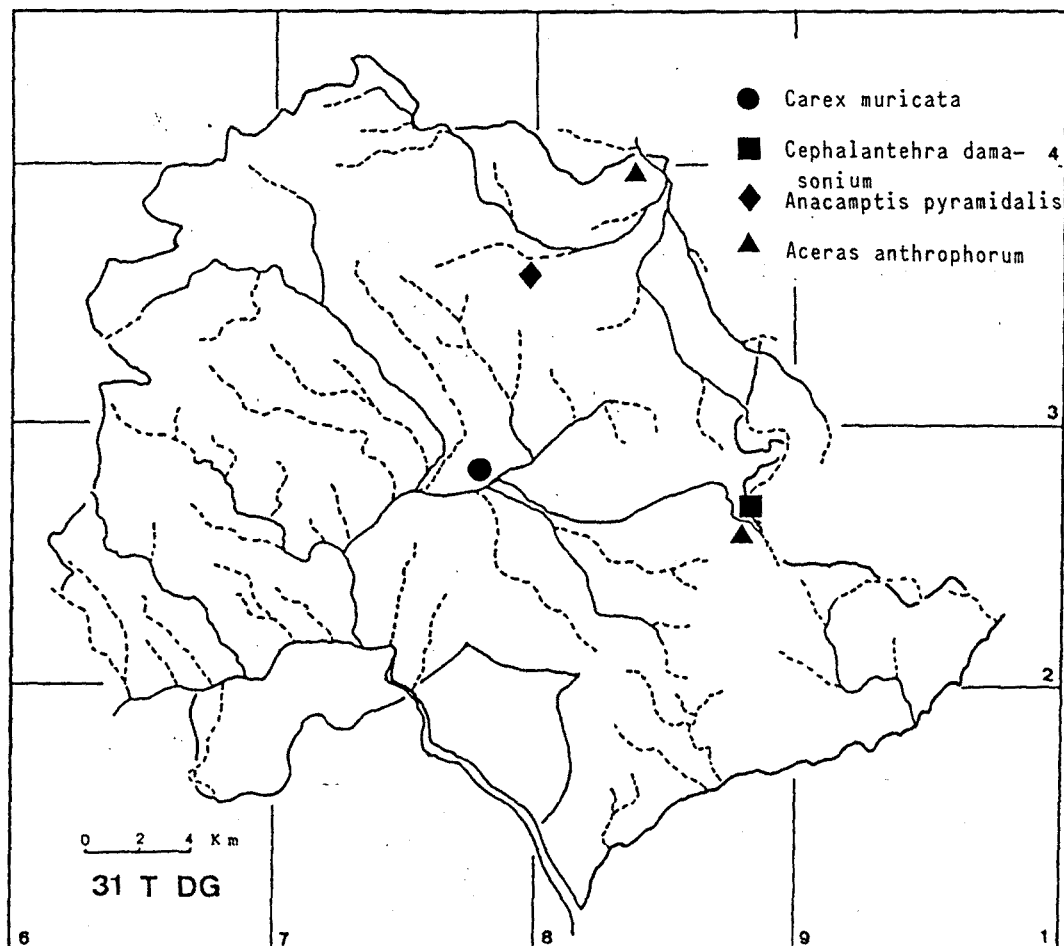 Carex muricata
Cephalantehra dama- 4
sonium
Anacamptis pyramidalis
Aceras anthrophorum
3
2
0 2 4 Km
31 T DG
6 7 8 9 1